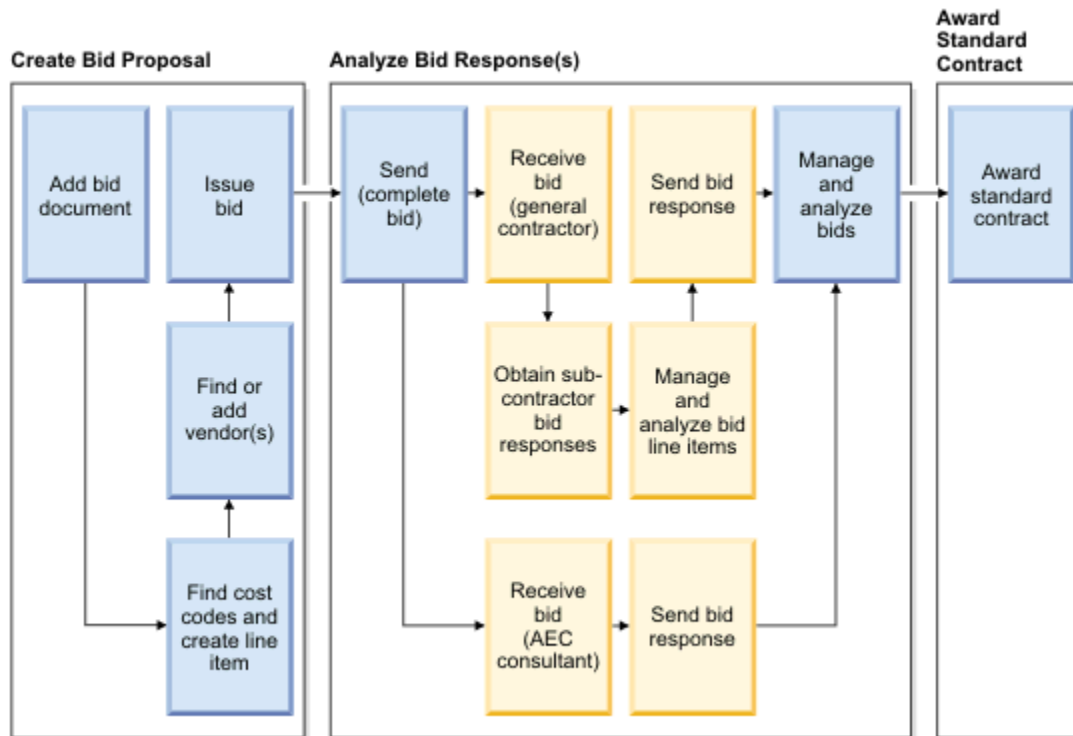 Create Bid Proposal
Add bid
document
Issue
bid
Find or
add
vendor(s)
Find cost
codes and
create line
item
Analyze Bid Response(s)
Send
(complete
bid)
Receive
bid
(general
contractor)
Send bid
response
Manage
and
analyze
bids
Obtain sub-
contractor
bid
responses
Manage
and
analyze bid
line items
Receive
bid
(AEC
consultant)
Send bid
response
Award
Standard
Contract
Award
standard
contract